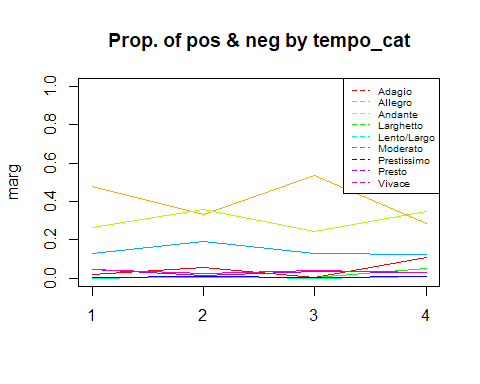 Prop. of pos & neg by tempo_cat
marg
1.0
0.8
0.6
0.4
0.2
0.0
1 2 3 4
Adagio
Allegro
Andante
Larghetto
Lento/Largo
Moderato
Prestissimo
Presto
Vivace